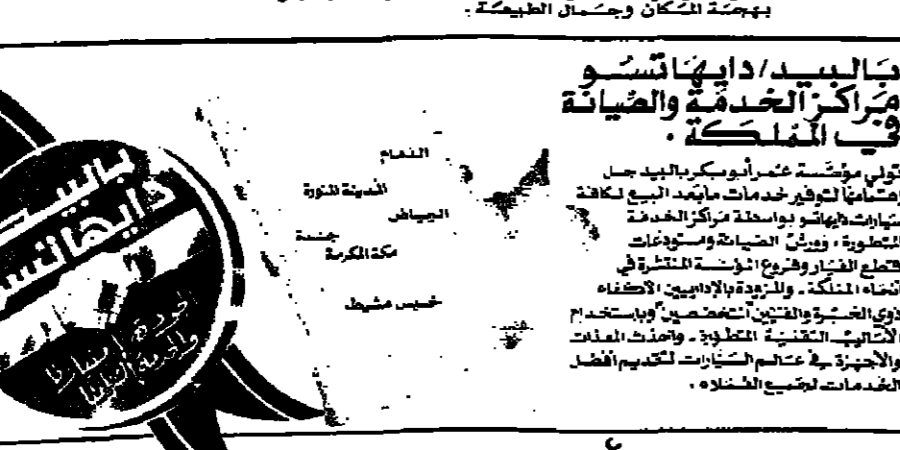 بهجة المكان وجمال الطبيعة .
بالبيد/دايهاتسو
مراكز الخدمة والصيانة
في المملكة .
تولي مؤسسة عمر أبو بكر بالبيد جل
إهتمامها لتوفير خدمات مابعد البيع لكافة
سيارات دايهاتسو بواسطة مراكز الخدمة
المتطورة ، وورش الصيانة ومستودعات
قطع الغيار وفروع المؤسسة المنتشرة في
أنحاء المملكة . والمزودة بالإداريين الأكفاء
ذوي الخبرة والفنيين المتخصصين وباستخدام
الأساليب التقنية المتطورة . وأحدث المعدات
والأجهزة في عالم السيارات لتقديم أفضل
الخدمات لجميع العملاء .
الدمام
المدينة المنورة
الرياض
جدة
مكة المكرمة
خميس مشيط
بالبيد
دايهاتسو